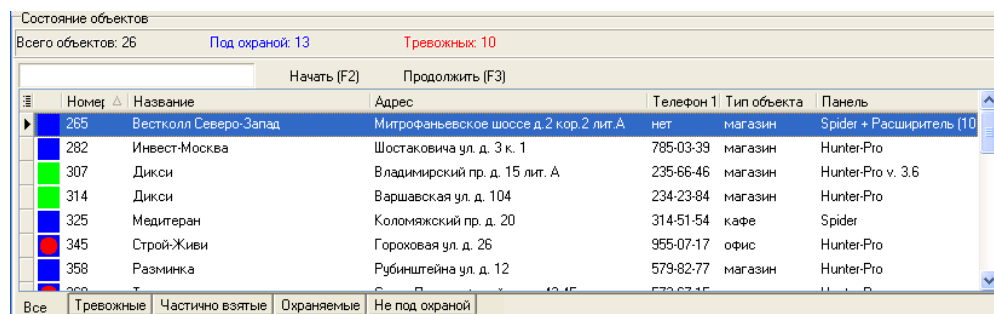 Состояние объектов
Всего объектов: 26 Под охраной: 13 Тревожных: 10
Начать (F2) Продолжить (F3)
Номер Название Адрес Телефон 1 Тип объекта Панель
265 Вестколл Северо-Запад Митрофаньевское шоссе д.2 кор.2 лит.А нет магазин Spider + Расширитель (10
282 Инвест-Москва Шостаковича ул. д. 3 к. 1 785-03-39 магазин Hunter-Pro
307 Дикси Владимирский пр. д. 15 лит. А 235-66-46 магазин Hunter-Pro v. 3.6
314 Дикси Варшавская ул. д. 104 234-23-84 магазин Hunter-Pro
325 Медитеран Коломяжский пр. д. 20 314-51-54 кафе Spider
345 Строй-Живи Гороховая ул. д. 26 955-07-17 офис Hunter-Pro
358 Разминка Рубинштейна ул. д. 12 579-82-77 магазин Hunter-Pro
Все Тревожные Частично взятые Охраняемые Не под охраной